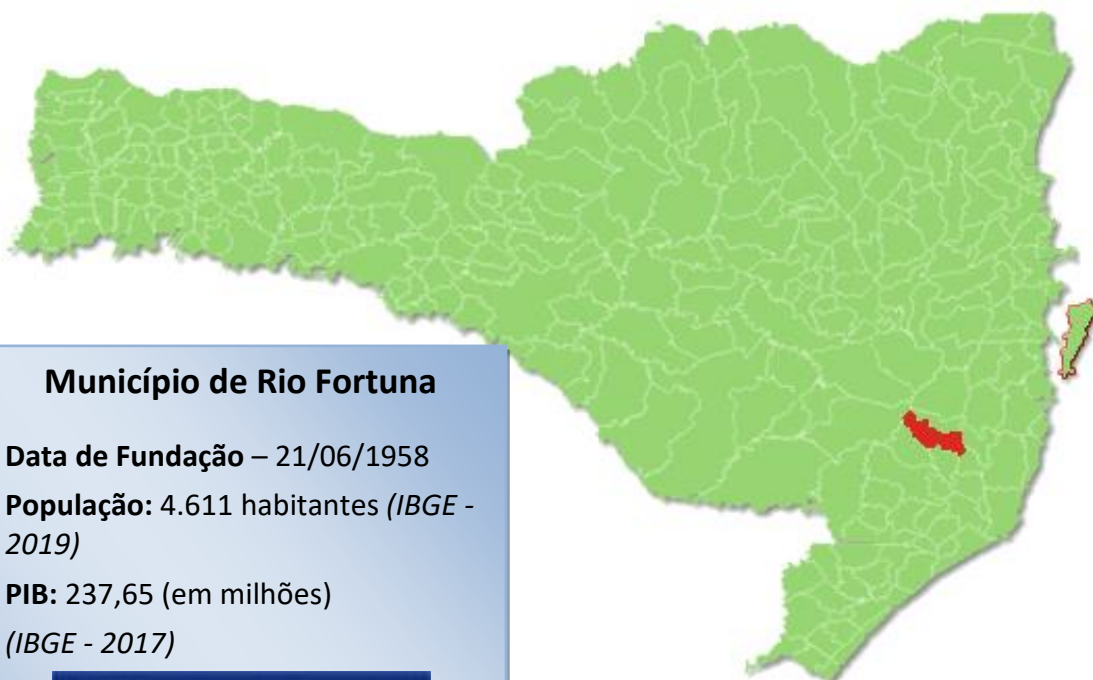 Município de Rio Fortuna
Data de Fundação – 21/06/1958
População: 4.611 habitantes (IBGE -
2019)
PIB: 237,65 (em milhões)
(IBGE - 2017)